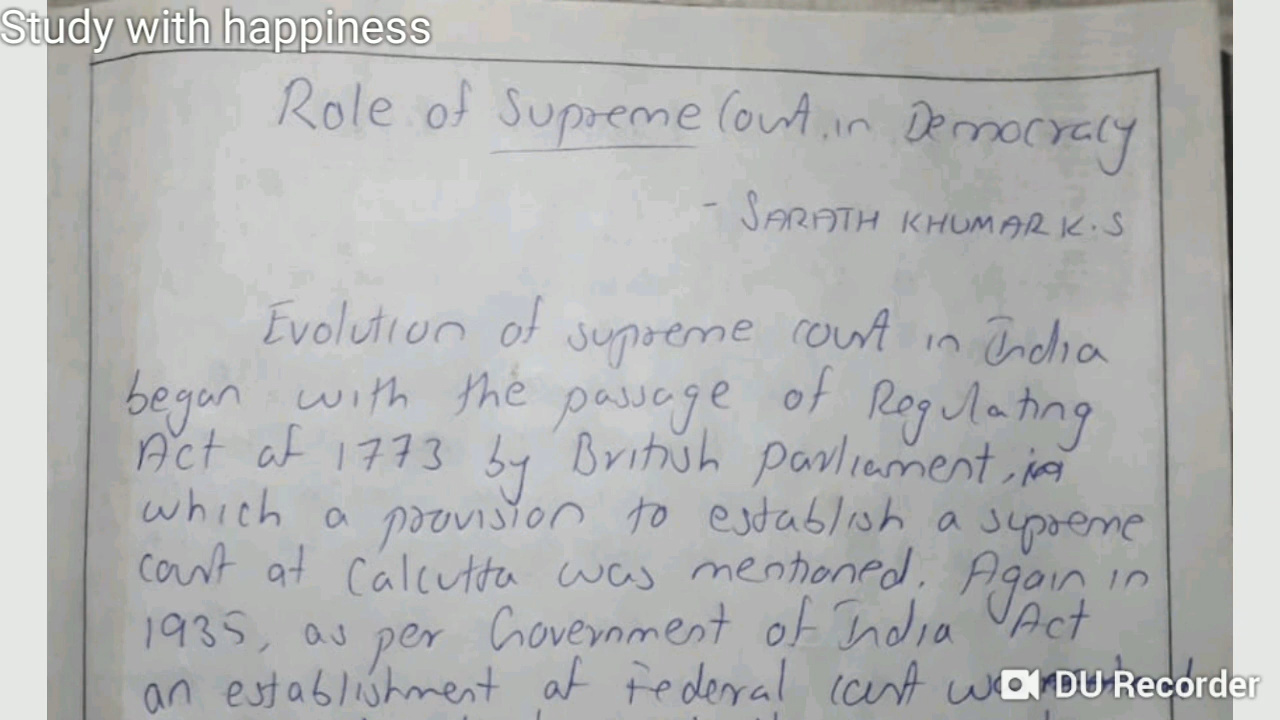 Study with happiness
Role of Supreme Court in Democracy
- SARATH KHUMAR K.S
Evolution of supreme court in India
began with the passage of Regulating
Act of 1773 by British parliament, in
which a provision to establish a supreme
court at Calcutta was mentioned. Again in
1935, as per Government of India Act
an establishment of Federal court
DU Recorder